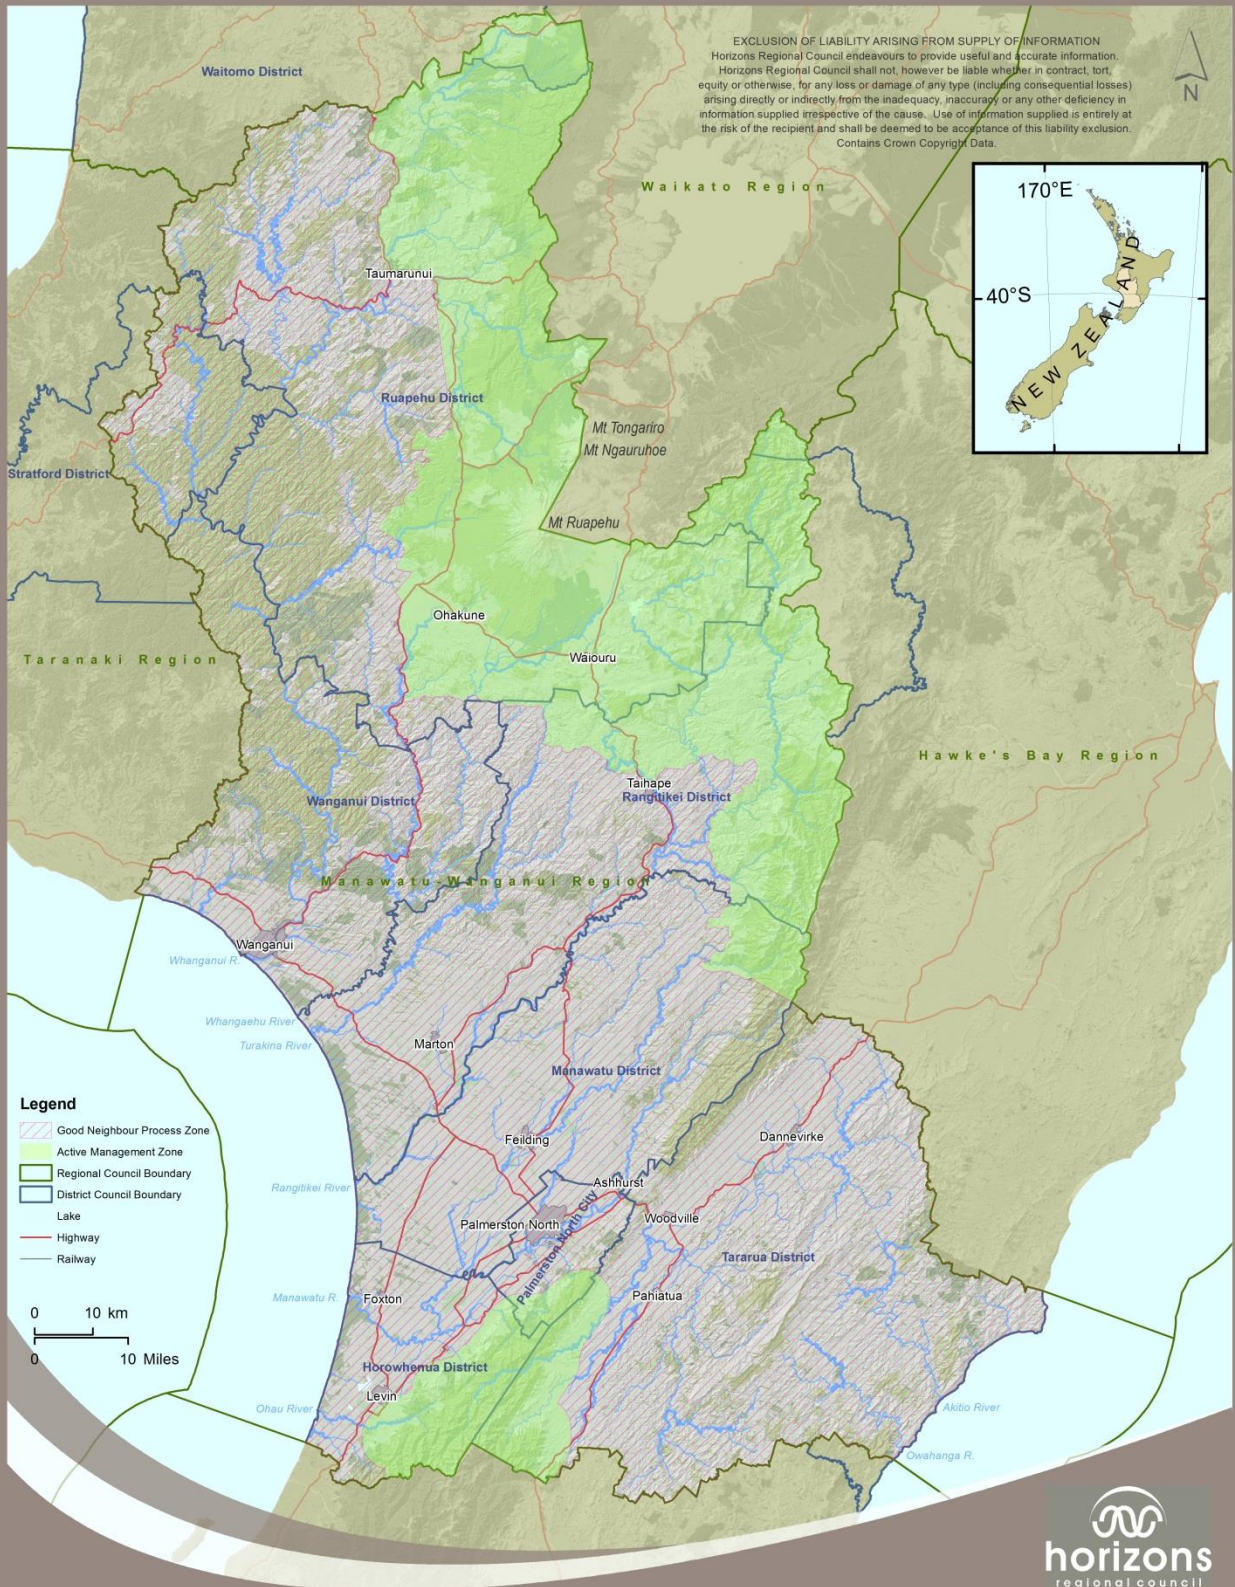 EXCLUSION OF LIABILITY ARISING FROM SUPPLY OF INFORMATION
Horizons Regional Council endeavours to provide useful and accurate information.
Horizons Regional Council shall not, however be liable whether in contract, tort,
equity or otherwise, for any loss or damage of any type (including consequential losses)
arising directly or indirectly from the inadequacy, inaccuracy or any other deficiency in
information supplied irrespective of the cause. Use of information supplied is entirely at
the risk of the recipient and shall be deemed to be acceptance of this liability exclusion.
Contains Crown Copyright Data.
N
Waitomo District
Waikato Region
170°E
40°S
NEW ZEALAND
Taumarunui
Ruapehu District
Mt Tongariro
Mt Ngauruhoe
Stratford District
Mt Ruapehu
Ohakune
Waiouru
Taranaki Region
Hawke's Bay Region
Taihape
Rangitikei District
Wanganui District
Manawatu-Wanganui Region
Wanganui
Whanganui R.
Whangaehu River
Turakina River
Marton
Manawatu District
Dannevirke
Feilding
Ashhurst
Rangitikei River
Palmerston North
Palmerston North City
Woodville
Tararua District
Manawatu R.
Foxton
Pahiatua
Horowhenua District
Levin
Ohau River
Akitio River
Owahanga R.
Legend
Good Neighbour Process Zone
Active Management Zone
Regional Council Boundary
District Council Boundary
Lake
Highway
Railway
0 10 km
0 10 Miles
horizons
regional council